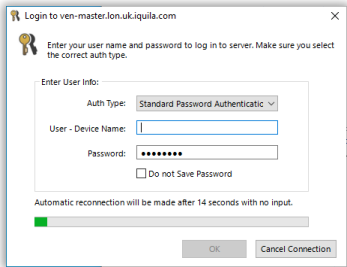 Login to ven-master.lon.uk.iquila.com
Enter your user name and password to log in to server. Make sure you select
the correct auth type.
Enter User Info:
Auth Type:
Standard Password Authenticatic
User - Device Name:
Password:
••••••••
Do not Save Password
Automatic reconnection will be made after 14 seconds with no input.
OK
Cancel Connection